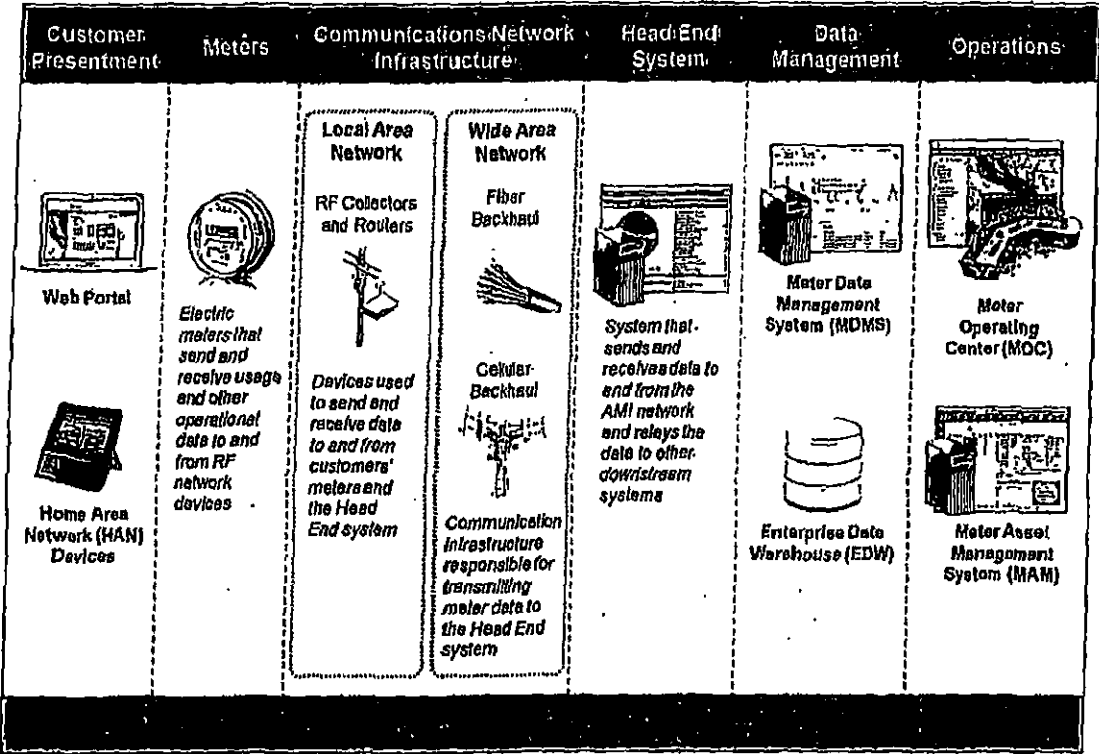 Customer
Presentment
Meters
Communications Network
Infrastructure
Head End
System
Data
Management
Operations
Local Area
Network
RF Collectors
and Routers
Devices used
to send and
receive data
to and from
customers'
meters and
the Head
End system
Wide Area
Network
Fiber
Backhaul
Cellular
Backhaul
Communication
infrastructure
responsible for
transmitting
meter data to
the Head End
system
Web Portal
Home Area
Network (HAN)
Devices
Electric
meters that
send and
receive usage
and other
operational
data to and
from RF
network
devices
System that
sends and
receives data to
and from the
AMI network
and relays the
data to other
downstream
systems
Meter Data
Management
System (MDMS)
Enterprise Data
Warehouse (EDW)
Meter
Operating
Center (MOC)
Meter Asset
Management
System (MAM)